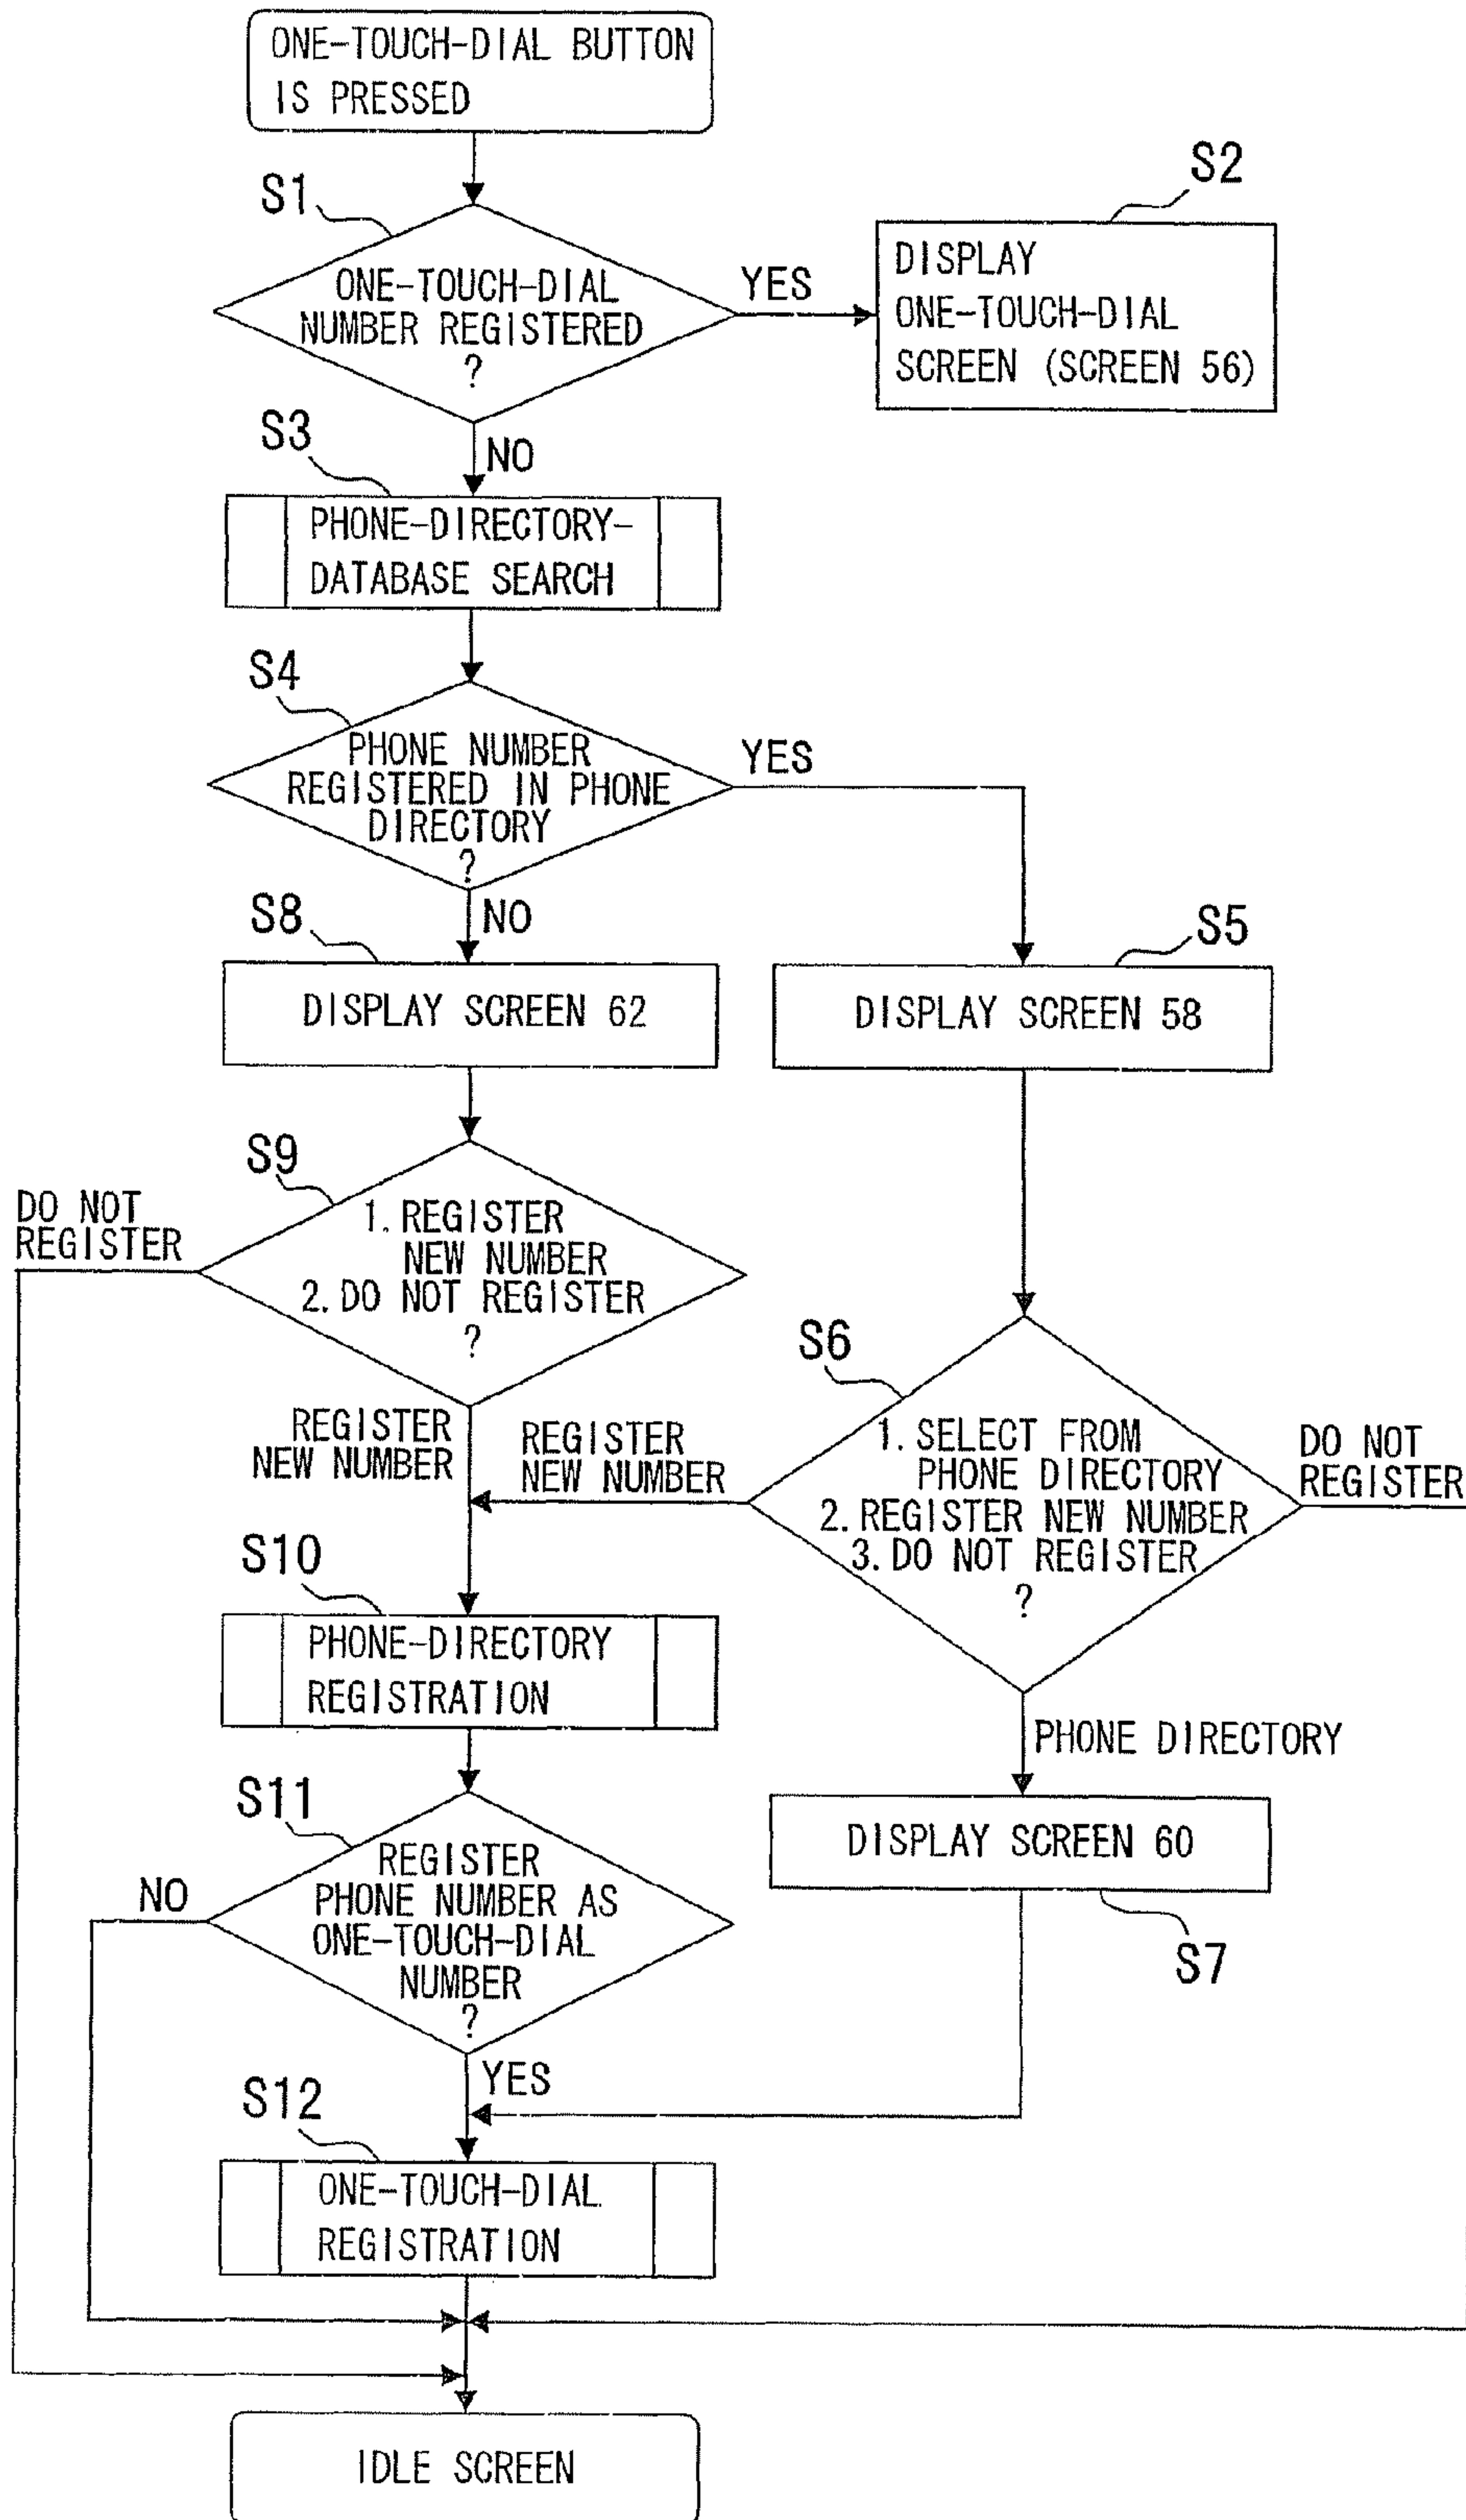 ONE-TOUCH-DIAL BUTTON
IS PRESSED
S1
ONE-TOUCH-DIAL
NUMBER REGISTERED
?
YES
S2
DISPLAY
ONE-TOUCH-DIAL
SCREEN (SCREEN 56)
NO
S3
PHONE-DIRECTORY-
DATABASE SEARCH
S4
PHONE NUMBER
REGISTERED IN PHONE
DIRECTORY
?
YES
NO
S8
DISPLAY SCREEN 62
S5
DISPLAY SCREEN 58
S9
1. REGISTER
NEW NUMBER
2. DO NOT REGISTER
?
DO NOT
REGISTER
REGISTER
NEW NUMBER
S6
1. SELECT FROM
PHONE DIRECTORY
2. REGISTER NEW NUMBER
3. DO NOT REGISTER
?
REGISTER
NEW NUMBER
DO NOT
REGISTER
PHONE DIRECTORY
S10
PHONE-DIRECTORY
REGISTRATION
DISPLAY SCREEN 60
S7
S11
REGISTER
PHONE NUMBER AS
ONE-TOUCH-DIAL
NUMBER
?
NO
YES
S12
ONE-TOUCH-DIAL
REGISTRATION
IDLE SCREEN